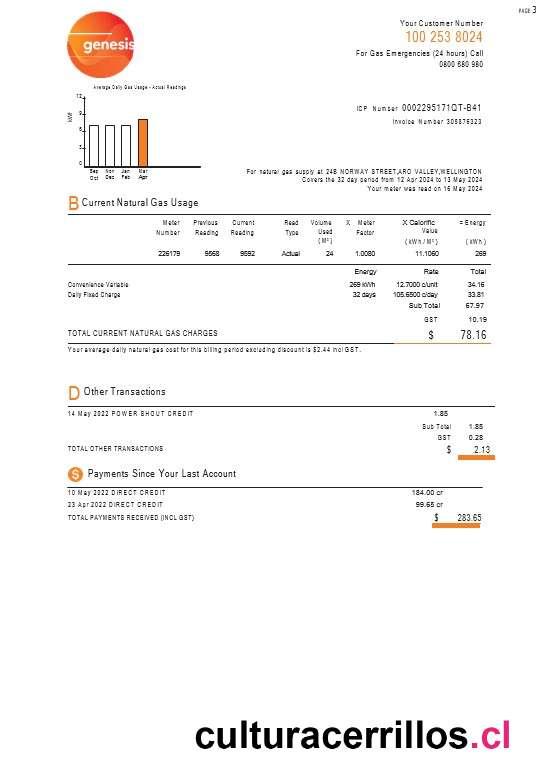 PAGE 3
genesis
Your Customer Number
100 253 8024
For Gas Emergencies (24 hours) Call
0800 680 980
Average Daily Gas Usage - Actual Readings
kWh
12
9
6
3
0
Sep Nov Jan Mar
Oct Dec Feb Apr
ICP Number 0002295171QT-B41
Invoice Number 305876323
For natural gas supply at 24B NORWAY STREET,ARO VALLEY,WELLINGTON
Covers the 32 day period from 12 Apr 2024 to 13 May 2024
Your meter was read on 16 May 2024
B Current Natural Gas Usage
Meter Previous Current Read Volume X Meter X Calorific = Energy
Number Reading Reading Type Used Factor Value
(M³) (kWh/M³) (kWh)
226179 9568 9592 Actual 24 1.0080 11.1060 269
Energy Rate Total
Convenience Variable 269 kWh 12.7000 c/unit 34.16
Daily Fixed Charge 32 days 105.6500 c/day 33.81
Sub Total 67.97
GST 10.19
TOTAL CURRENT NATURAL GAS CHARGES $ 78.16
Your average daily natural gas cost for this billing period excluding discount is $2.44 incl GST.
D Other Transactions
14 May 2022 POWER SHOUT CREDIT 1.85
Sub Total 1.85
GST 0.28
TOTAL OTHER TRANSACTIONS $ 2.13
$ Payments Since Your Last Account
10 May 2022 DIRECT CREDIT 184.00 cr
23 Apr 2022 DIRECT CREDIT 99.65 cr
TOTAL PAYMENTS RECEIVED (INCL GST) $ 283.65
culturacerrillos.cl